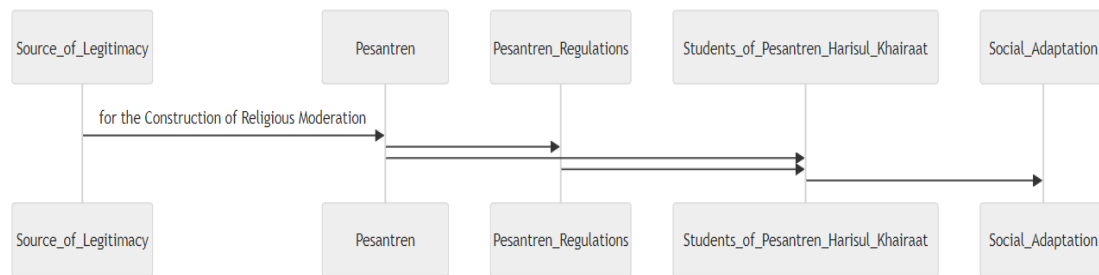 Source_of_Legitimacy
Pesantren
Pesantren_Regulations
Students_of_Pesantren_Harisul_Khairaat
Social_Adaptation
for the Construction of Religious Moderation
Source_of_Legitimacy
Pesantren
Pesantren_Regulations
Students_of_Pesantren_Harisul_Khairaat
Social_Adaptation